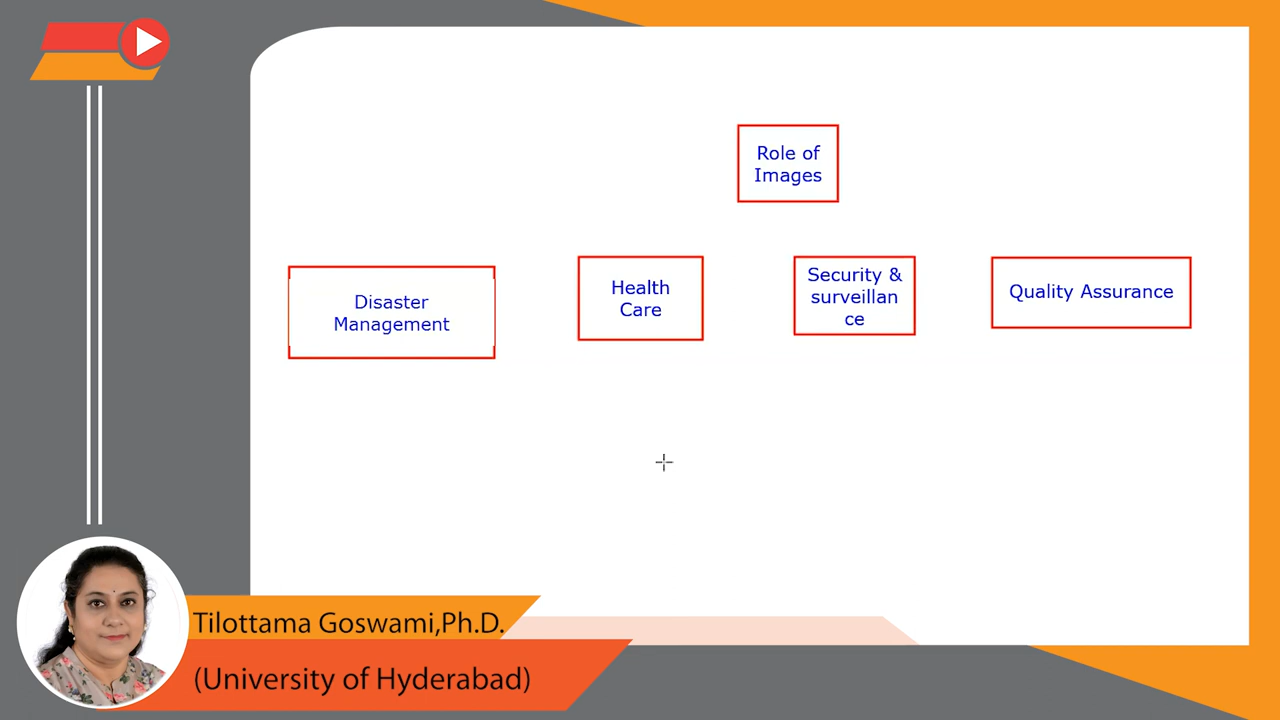 Role of
Images
Disaster
Management
Health
Care
Security &
surveillan
ce
Quality Assurance
Tilottama Goswami,Ph.D.
(University of Hyderabad)